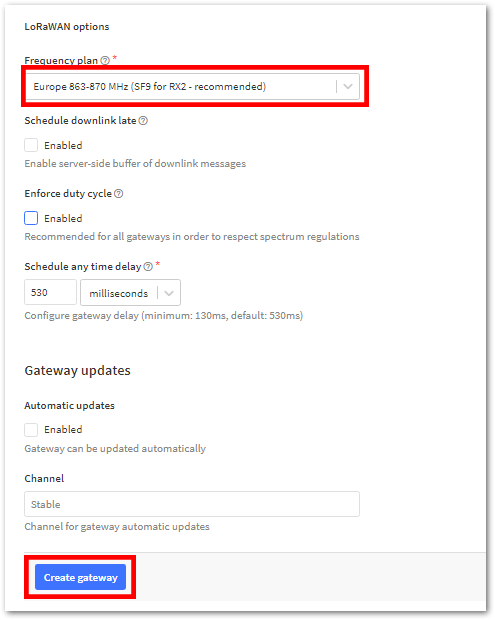 LoRaWAN options
Frequency plan *
Europe 863-870 MHz (SF9 for RX2 - recommended)
Schedule downlink late
Enabled
Enable server-side buffer of downlink messages
Enforce duty cycle
Enabled
Recommended for all gateways in order to respect spectrum regulations
Schedule any time delay *
530 milliseconds
Configure gateway delay (minimum: 130ms, default: 530ms)
Gateway updates
Automatic updates
Enabled
Gateway can be updated automatically
Channel
Stable
Channel for gateway automatic updates
Create gateway